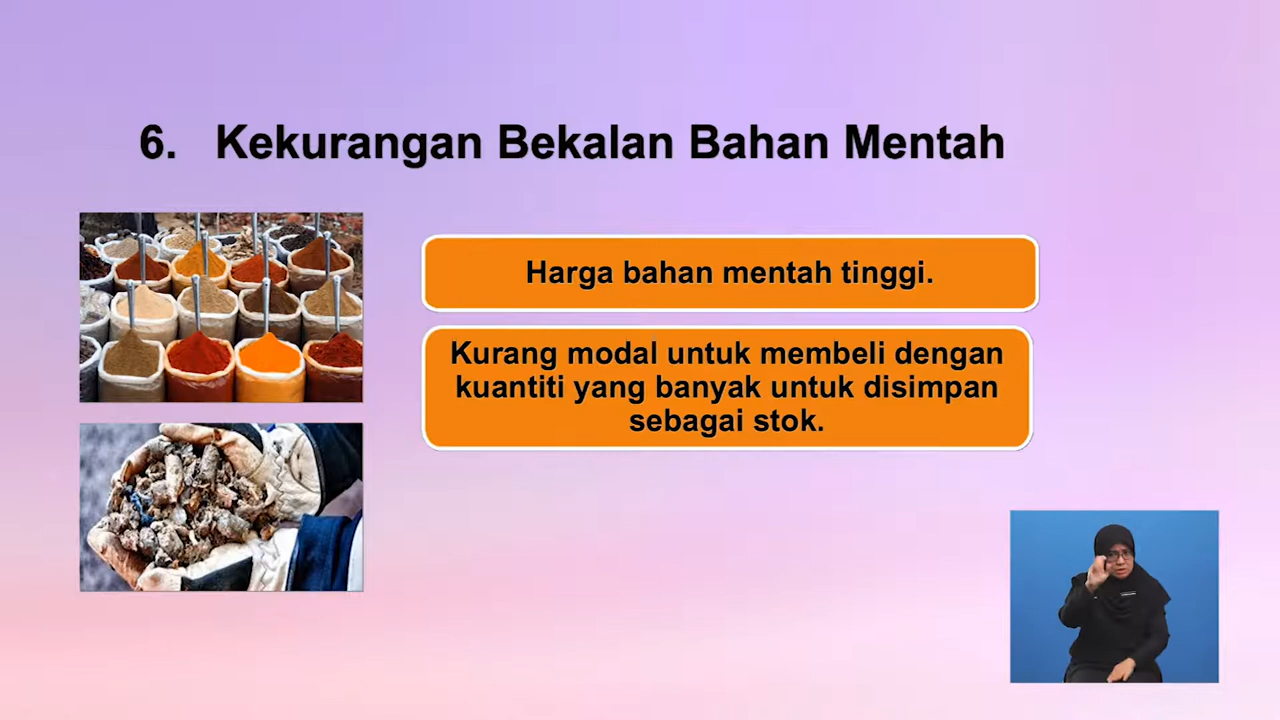 6. Kekurangan Bekalan Bahan Mentah
Harga bahan mentah tinggi.
Kurang modal untuk membeli dengan
kuantiti yang banyak untuk disimpan
sebagai stok.